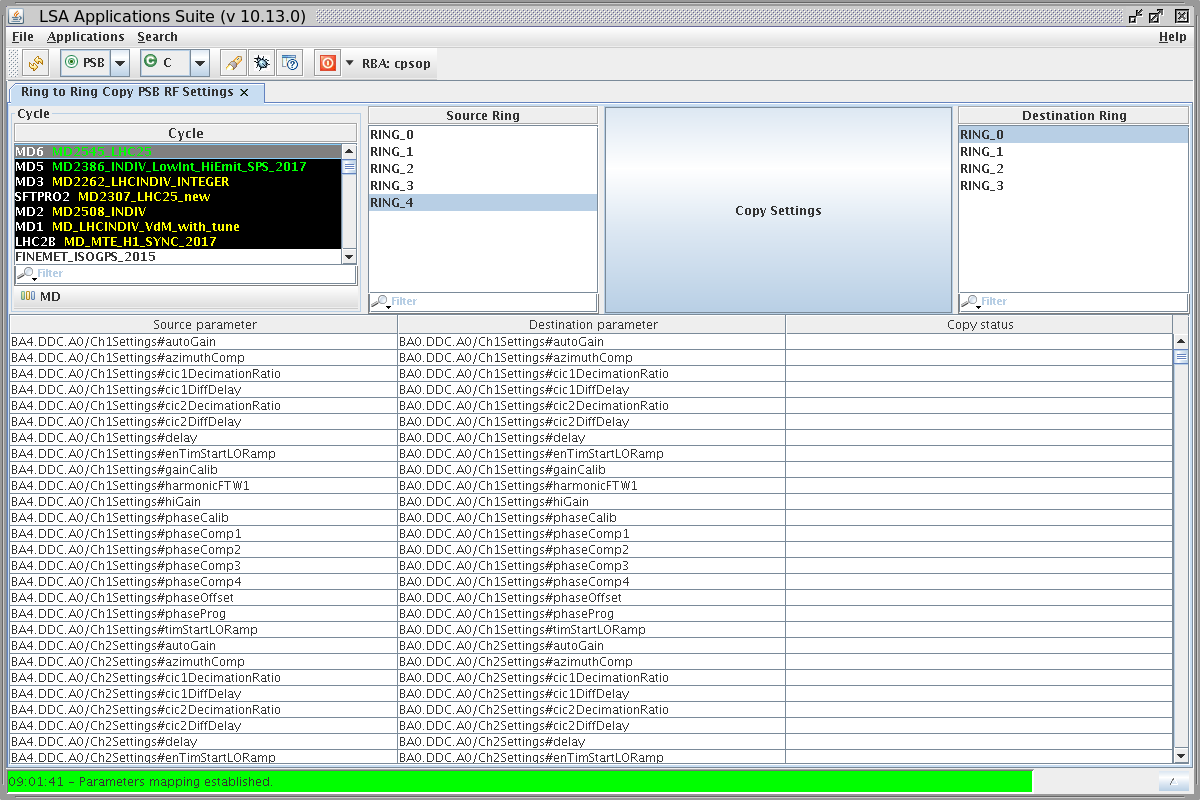 LSA Applications Suite (v 10.13.0)
File Applications Search Help
PSB C RBA: cpsop
Ring to Ring Copy PSB RF Settings
Cycle
Cycle
MD6 MD2545_LHC25
MD5 MD2386_INDIV_LowInt_HiEmit_SPS_2017
MD3 MD2262_LHCINDIV_INTEGER
SFTPRO2 MD2307_LHC25_new
MD2 MD2508_INDIV
MD1 MD_LHCINDIV_VdM_with_tune
LHC2B MD_MTE_H1_SYNC_2017
FINEMET_ISOGPS_2015
Filter
MD
Source Ring
RING_0
RING_1
RING_2
RING_3
RING_4
Filter
Copy Settings
Destination Ring
RING_0
RING_1
RING_2
RING_3
Filter
Source parameter Destination parameter Copy status
BA4.DDC.A0/Ch1Settings#autoGain BA0.DDC.A0/Ch1Settings#autoGain
BA4.DDC.A0/Ch1Settings#azimuthComp BA0.DDC.A0/Ch1Settings#azimuthComp
BA4.DDC.A0/Ch1Settings#cic1DecimationRatio BA0.DDC.A0/Ch1Settings#cic1DecimationRatio
BA4.DDC.A0/Ch1Settings#cic1DiffDelay BA0.DDC.A0/Ch1Settings#cic1DiffDelay
BA4.DDC.A0/Ch1Settings#cic2DecimationRatio BA0.DDC.A0/Ch1Settings#cic2DecimationRatio
BA4.DDC.A0/Ch1Settings#cic2DiffDelay BA0.DDC.A0/Ch1Settings#cic2DiffDelay
BA4.DDC.A0/Ch1Settings#delay BA0.DDC.A0/Ch1Settings#delay
BA4.DDC.A0/Ch1Settings#enTimStartLORamp BA0.DDC.A0/Ch1Settings#enTimStartLORamp
BA4.DDC.A0/Ch1Settings#gainCalib BA0.DDC.A0/Ch1Settings#gainCalib
BA4.DDC.A0/Ch1Settings#harmonicFTW1 BA0.DDC.A0/Ch1Settings#harmonicFTW1
BA4.DDC.A0/Ch1Settings#hiGain BA0.DDC.A0/Ch1Settings#hiGain
BA4.DDC.A0/Ch1Settings#phaseCalib BA0.DDC.A0/Ch1Settings#phaseCalib
BA4.DDC.A0/Ch1Settings#phaseComp1 BA0.DDC.A0/Ch1Settings#phaseComp1
BA4.DDC.A0/Ch1Settings#phaseComp2 BA0.DDC.A0/Ch1Settings#phaseComp2
BA4.DDC.A0/Ch1Settings#phaseComp3 BA0.DDC.A0/Ch1Settings#phaseComp3
BA4.DDC.A0/Ch1Settings#phaseComp4 BA0.DDC.A0/Ch1Settings#phaseComp4
BA4.DDC.A0/Ch1Settings#phaseOffset BA0.DDC.A0/Ch1Settings#phaseOffset
BA4.DDC.A0/Ch1Settings#phaseProg BA0.DDC.A0/Ch1Settings#phaseProg
BA4.DDC.A0/Ch1Settings#timStartLORamp BA0.DDC.A0/Ch1Settings#timStartLORamp
BA4.DDC.A0/Ch2Settings#autoGain BA0.DDC.A0/Ch2Settings#autoGain
BA4.DDC.A0/Ch2Settings#azimuthComp BA0.DDC.A0/Ch2Settings#azimuthComp
BA4.DDC.A0/Ch2Settings#cic1DecimationRatio BA0.DDC.A0/Ch2Settings#cic1DecimationRatio
BA4.DDC.A0/Ch2Settings#cic1DiffDelay BA0.DDC.A0/Ch2Settings#cic1DiffDelay
BA4.DDC.A0/Ch2Settings#cic2DecimationRatio BA0.DDC.A0/Ch2Settings#cic2DecimationRatio
BA4.DDC.A0/Ch2Settings#cic2DiffDelay BA0.DDC.A0/Ch2Settings#cic2DiffDelay
BA4.DDC.A0/Ch2Settings#delay BA0.DDC.A0/Ch2Settings#delay
BA4.DDC.A0/Ch2Settings#enTimStartLORamp BA0.DDC.A0/Ch2Settings#enTimStartLORamp
09:01:41 – Parameters mapping established.